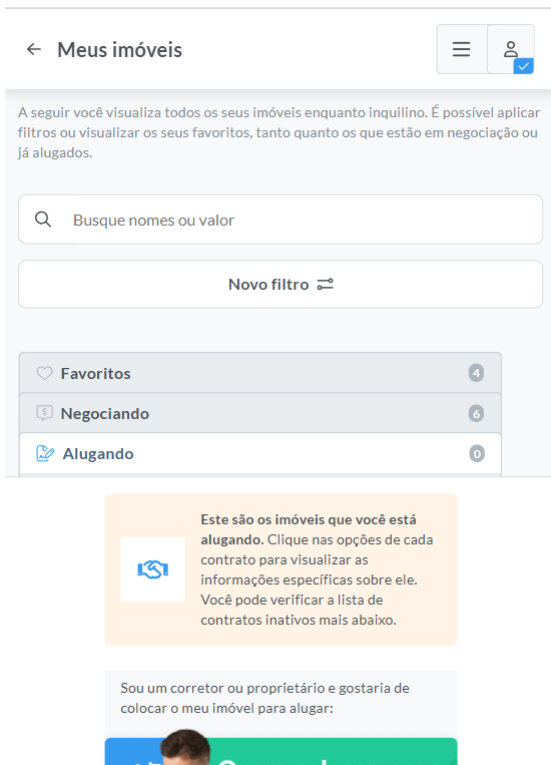 Meus imóveis
A seguir você visualiza todos os seus imóveis enquanto inquilino. É possível aplicar
filtros ou visualizar os seus favoritos, tanto quanto os que estão em negociação ou
já alugados.
Busque nomes ou valor
Novo filtro
Favoritos 4
Negociando 6
Alugando 0
Este são os imóveis que você está
alugando. Clique nas opções de cada
contrato para visualizar as
informações específicas sobre ele.
Você pode verificar a lista de
contratos inativos mais abaixo.
Sou um corretor ou proprietário e gostaria de
colocar o meu imóvel para alugar: